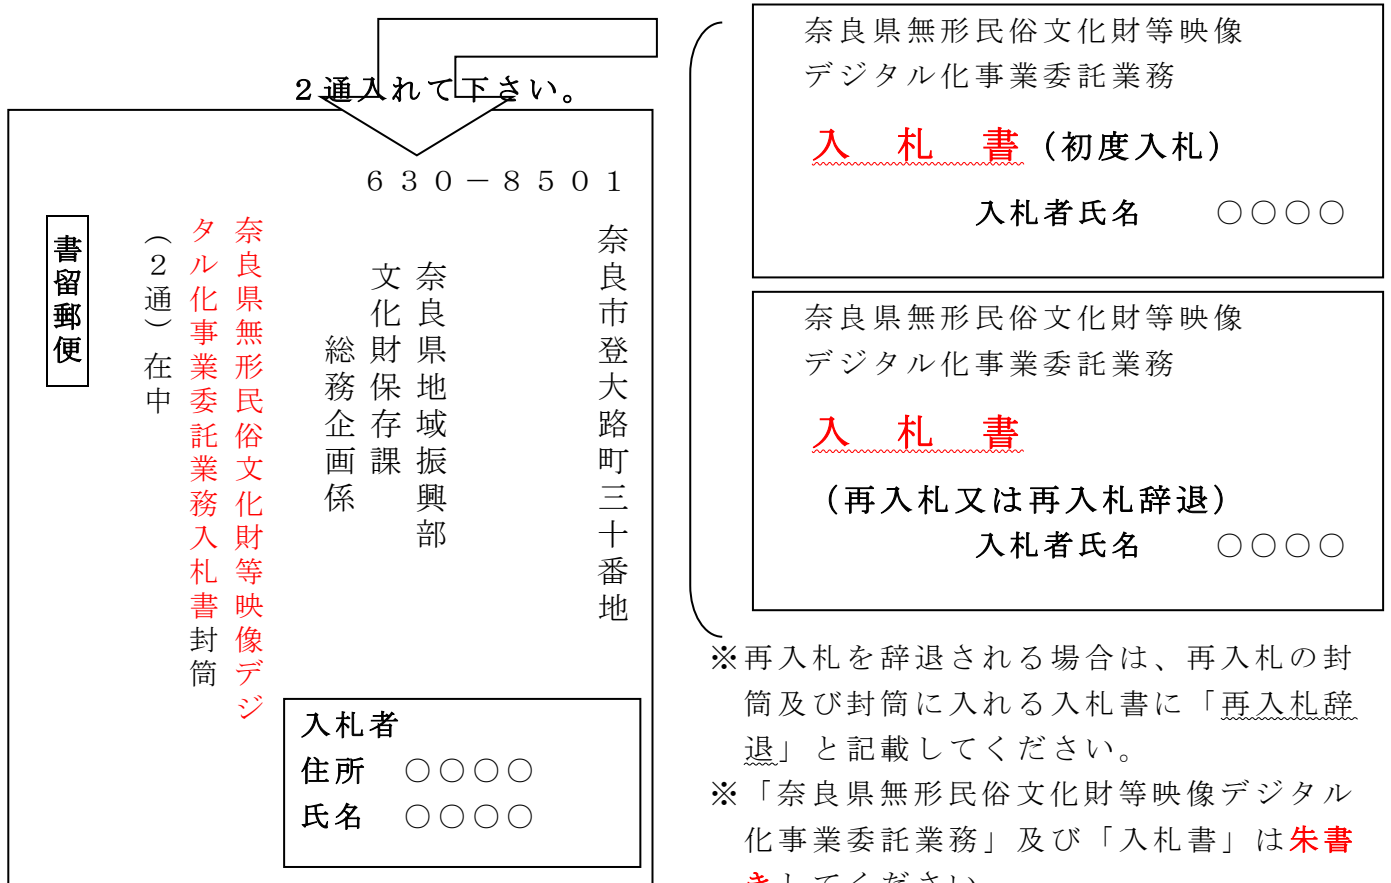 ２通入れて下さい。
６３０－８５０１
奈良市登大路町三十番地
奈良県地域振興部
文化財保存課
総務企画係
奈良県無形民俗文化財等映像デジ
タル化事業委託業務入札書封筒
（２通）在中
書留郵便
入札者
住所　○○○○
氏名　○○○○
奈良県無形民俗文化財等映像
デジタル化事業委託業務
入　札　書（初度入札）
入札者氏名　　○○○○
奈良県無形民俗文化財等映像
デジタル化事業委託業務
入　札　書
（再入札又は再入札辞退）
入札者氏名　　○○○○
※再入札を辞退される場合は、再入札の封
筒及び封筒に入れる入札書に「再入札辞
退」と記載してください。
※「奈良県無形民俗文化財等映像デジタル
化事業委託業務」及び「入札書」は朱書
きしてください